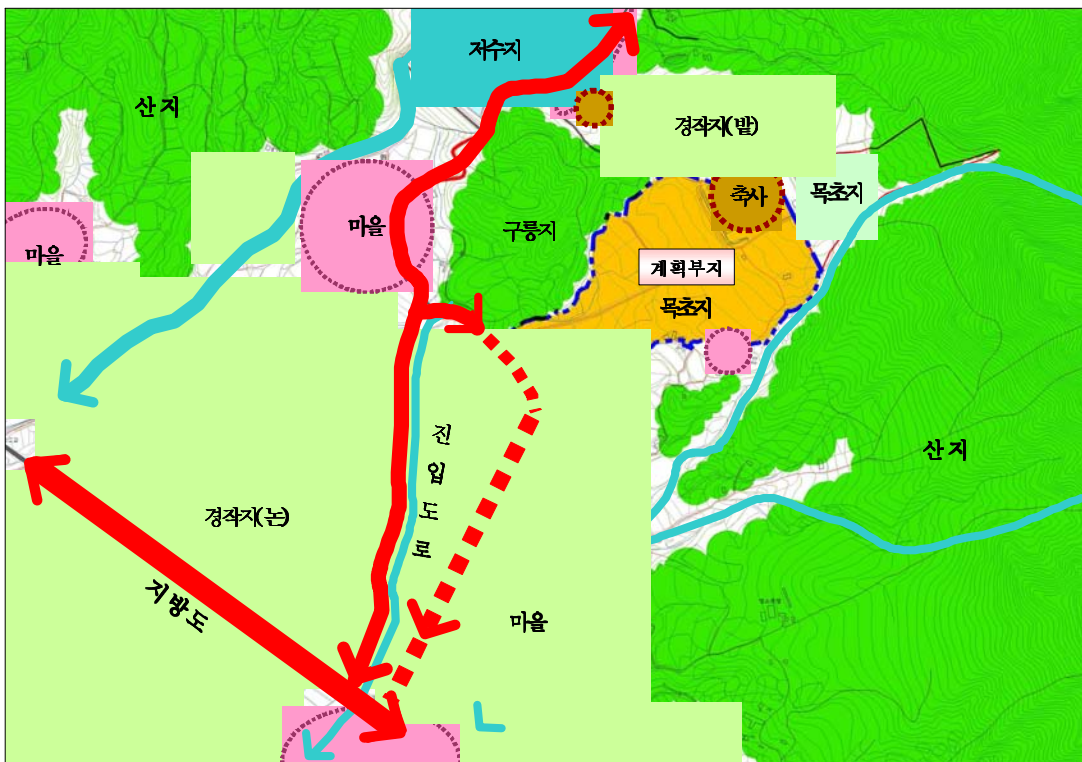 저수지
산지
경작지(밭)
마을
구릉지
축사
목초지
마을
계획부지
목초지
진입도로
산지
경작지(논)
지방도
마을